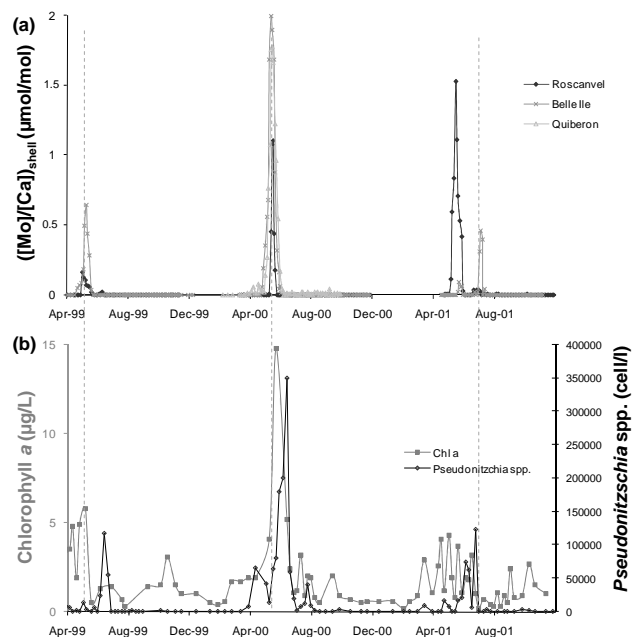 (a)
([Mo]/[Ca])shell (µmol/mol)
2
1.5
1
0.5
0
Roscanvel
Belle Ile
Quiberon
Apr-99 Aug-99 Dec-99 Apr-00 Aug-00 Dec-00 Apr-01 Aug-01
(b)
Chlorophyll a (µg/L)
15
10
5
0
Chl a
Pseudonitzchia spp.
400000
350000
300000
250000
200000
150000
100000
50000
0
Pseudonitzschia spp. (cell/l)
Apr-99 Aug-99 Dec-99 Apr-00 Aug-00 Dec-00 Apr-01 Aug-01